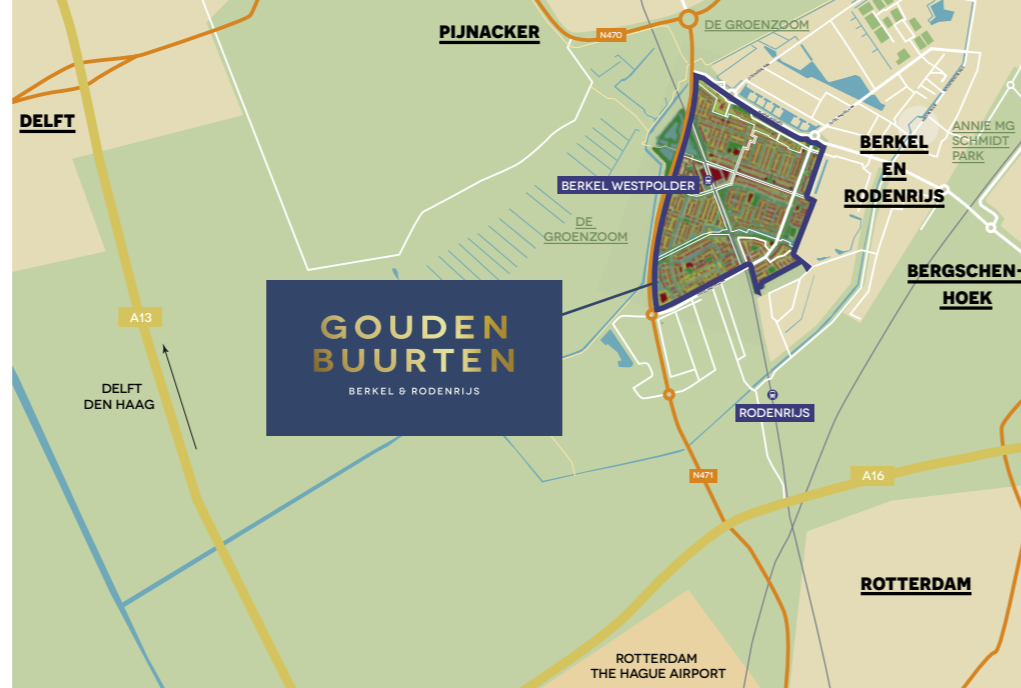 PIJNACKER
N470
DE GROENZOOM
DELFT
BERKEL
EN
RODENRIJS
ANNIE MG
SCHMIDT
PARK
BERKEL WESTPOLDER
DE
GROENZOOM
BERGSCHEN-
HOEK
GOUDEN
BUURTEN
BERKEL & RODENRIJS
A13
DELFT
DEN HAAG
RODENRIJS
N471
A16
ROTTERDAM
ROTTERDAM
THE HAGUE AIRPORT